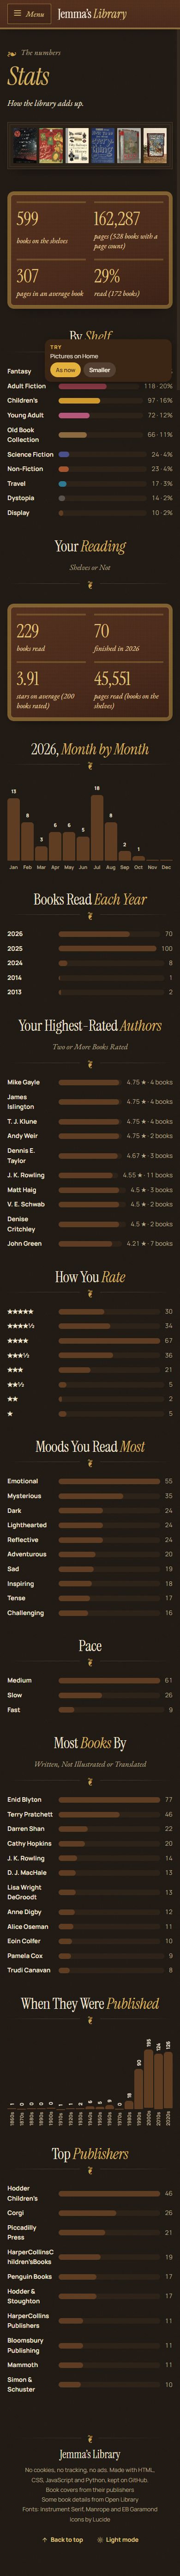 Menu
Jemma's Library
The numbers
Stats
How the library adds up.
599
books on the shelves
162,287
pages (528 books with a
page count)
307
pages in an average book
29%
read (172 books)
By Shelf
TRY
Pictures on Home
As now
Smaller
Fantasy
Adult Fiction 118 · 20%
Children's 97 · 16%
Young Adult 72 · 12%
Old Book
Collection 66 · 11%
Science Fiction 24 · 4%
Non-Fiction 23 · 4%
Travel 17 · 3%
Dystopia 14 · 2%
Display 10 · 2%
Your Reading
Shelves or Not
229
books read
70
finished in 2026
3.91
stars on average (200
books rated)
45,551
pages read (books on the
shelves)
2026, Month by Month
13 8 3 6 6 5 18 8 2 1
Jan Feb Mar Apr May Jun Jul Aug Sep Oct Nov Dec
Books Read Each Year
2026 70
2025 100
2024 8
2014 1
2013 2
Your Highest-Rated Authors
Two or More Books Rated
Mike Gayle 4.75 ★ · 4 books
James
Islington 4.75 ★ · 4 books
T. J. Klune 4.75 ★ · 4 books
Andy Weir 4.75 ★ · 2 books
Dennis E.
Taylor 4.67 ★ · 3 books
J. K. Rowling 4.55 ★ · 11 books
Matt Haig 4.5 ★ · 3 books
V. E. Schwab 4.5 ★ · 2 books
Denise
Critchley 4.5 ★ · 2 books
John Green 4.21 ★ · 7 books
How You Rate
★★★★★ 30
★★★★½ 34
★★★★ 67
★★★½ 36
★★★ 21
★★½ 5
★★ 2
★ 5
Moods You Read Most
Emotional 55
Mysterious 35
Dark 24
Lighthearted 24
Reflective 24
Adventurous 20
Sad 19
Inspiring 18
Tense 17
Challenging 16
Pace
Medium 61
Slow 26
Fast 9
Most Books By
Written, Not Illustrated or Translated
Enid Blyton 77
Terry Pratchett 46
Darren Shan 22
Cathy Hopkins 20
J. K. Rowling 14
D. J. MacHale 13
Lisa Wright
DeGroodt 13
Anne Digby 12
Alice Oseman 11
Eoin Colfer 10
Pamela Cox 9
Trudi Canavan 8
When They Were Published
Top Publishers
Hodder
Children's 46
Corgi 26
Piccadilly
Press 21
HarperCollinsC
hildren'sBooks 19
Penguin Books 17
Hodder &
Stoughton 17
HarperCollins
Publishers 11
Bloomsbury
Publishing 11
Mammoth 11
Simon &
Schuster 10
Jemma's Library
No cookies, no tracking, no ads. Made with HTML,
CSS, JavaScript and Python, kept on GitHub.
Book covers from their publishers
Some book details from Open Library
Fonts: Instrument Serif, Manrope and EB Garamond
Icons by Lucide
Back to top
Light mode